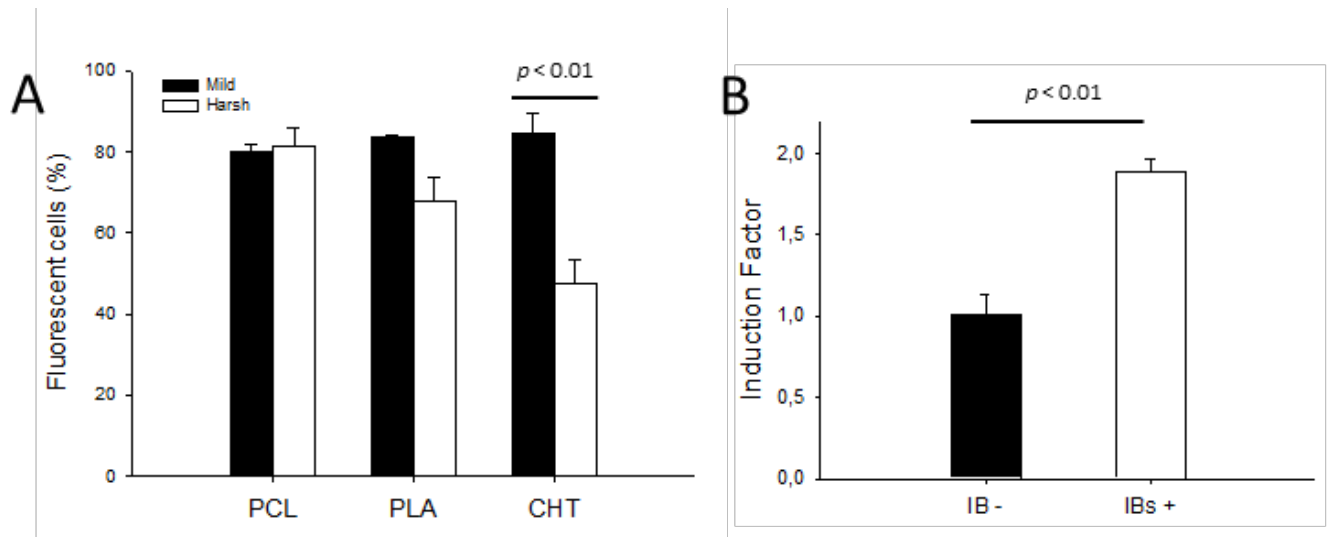 A
Mild
Harsh
p < 0.01
Fluorescent cells (%)
100
80
60
40
20
0
PCL PLA CHT
B
p < 0.01
Induction Factor
2,0
1,5
1,0
0,5
0,0
IB - IBs +